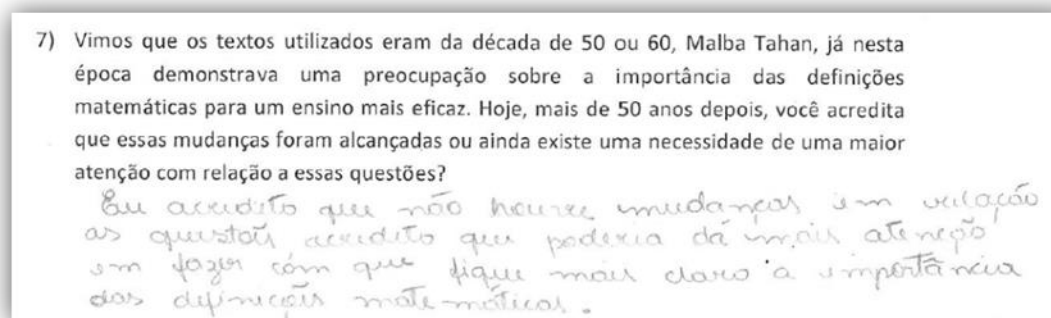 7) Vimos que os textos utilizados eram da década de 50 ou 60, Malba Tahan, já nesta
época demonstrava uma preocupação sobre a importância das definições
matemáticas para um ensino mais eficaz. Hoje, mais de 50 anos depois, você acredita
que essas mudanças foram alcançadas ou ainda existe uma necessidade de uma maior
atenção com relação a essas questões?
Eu acredito que não houve mudanças em relação
as questois acredito que poderia dá mais atenção
em fazer com que fique mais claro a importância
das definiçois matemáticas.